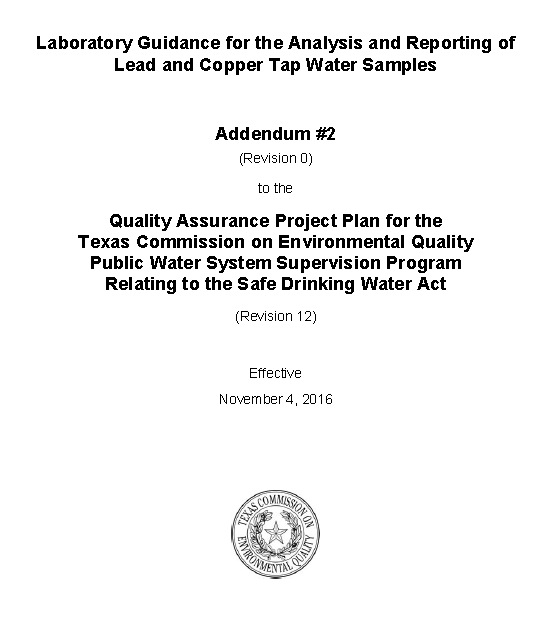 Laboratory Guidance for the Analysis and Reporting of
Lead and Copper Tap Water Samples
Addendum #2
(Revision 0)
to the
Quality Assurance Project Plan for the
Texas Commission on Environmental Quality
Public Water System Supervision Program
Relating to the Safe Drinking Water Act
(Revision 12)
Effective
November 4, 2016
TEXAS COMMISSION ON
ENVIRONMENTAL QUALITY